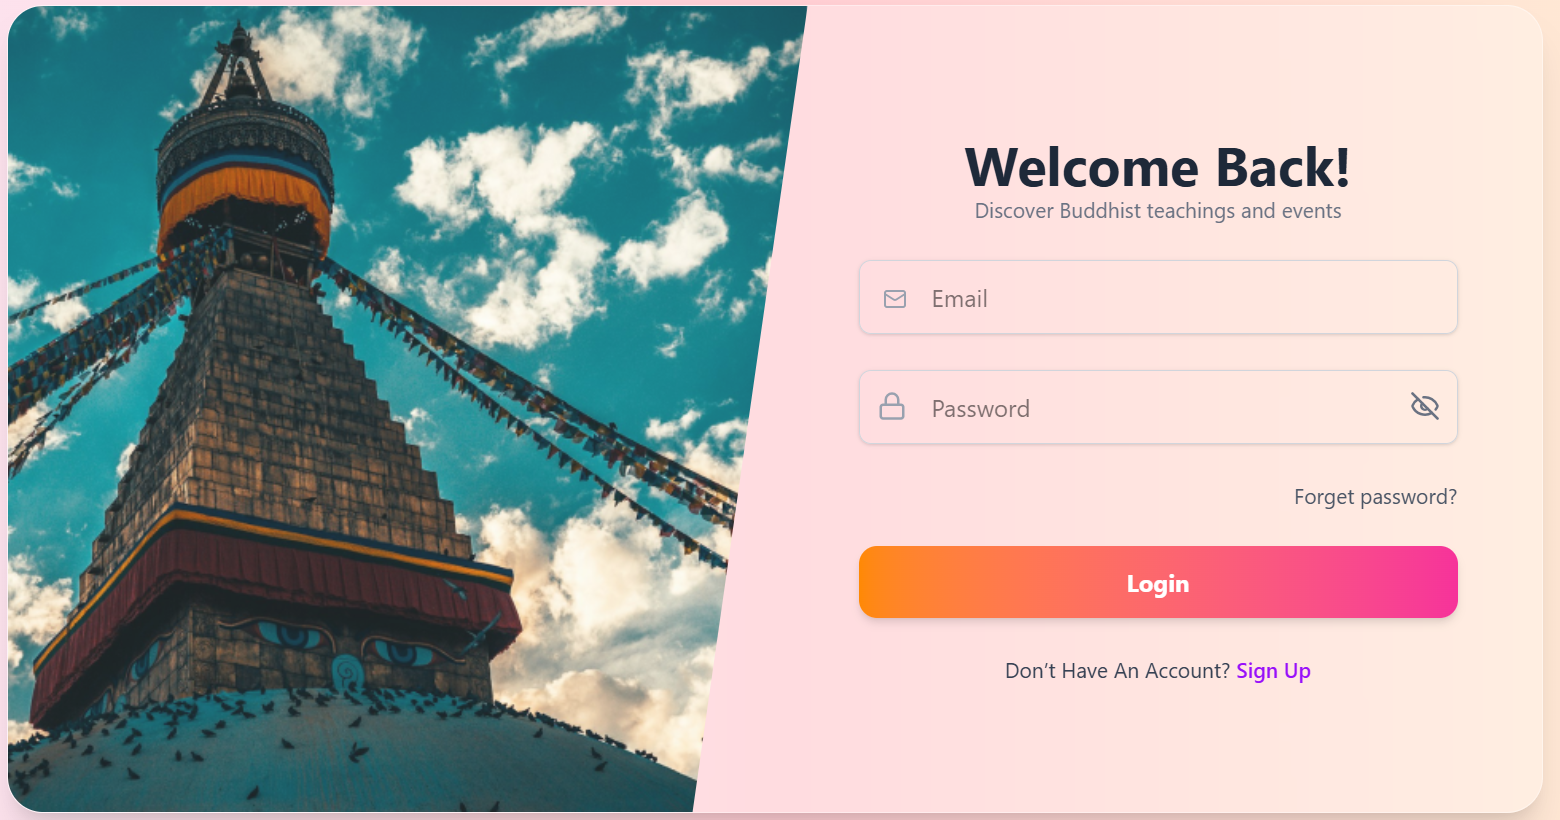 Welcome Back!
Discover Buddhist teachings and events
Email
Password
Forget password?
Login
Don’t Have An Account? Sign Up